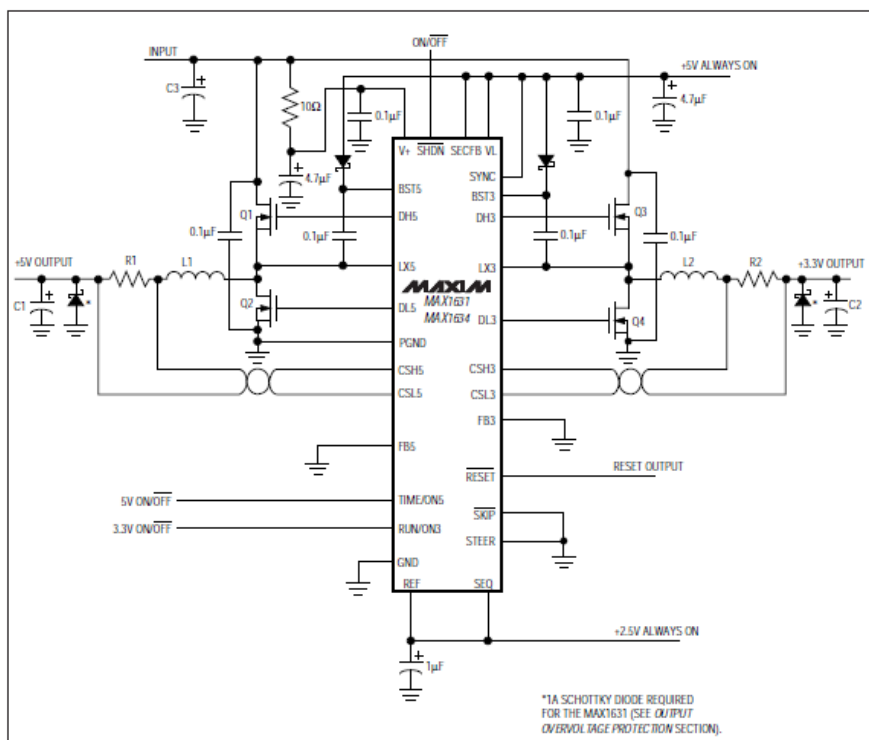 ON/OFF
INPUT
+5V ALWAYS ON
C3
10Ω
0.1µF
0.1µF
4.7µF
V+ SHDN SECFB VL
SYNC
4.7µF
BST5
BST3
Q1
DH5
DH3
Q3
0.1µF
0.1µF
0.1µF
0.1µF
+5V OUTPUT
R1
L1
LX5
LX3
L2
R2
+3.3V OUTPUT
MAXIM
MAX1631
MAX1634
C1
*
Q2
DL5
DL3
Q4
*
C2
PGND
CSH5
CSH3
CSL5
CSL3
FB3
FB5
RESET
RESET OUTPUT
5V ON/OFF
TIME/ON5
SKIP
3.3V ON/OFF
RUN/ON3
STEER
GND
REF
SEQ
+2.5V ALWAYS ON
1µF
*1A SCHOTTKY DIODE REQUIRED
FOR THE MAX1631 (SEE OUTPUT
OVERVOLTAGE PROTECTION SECTION).